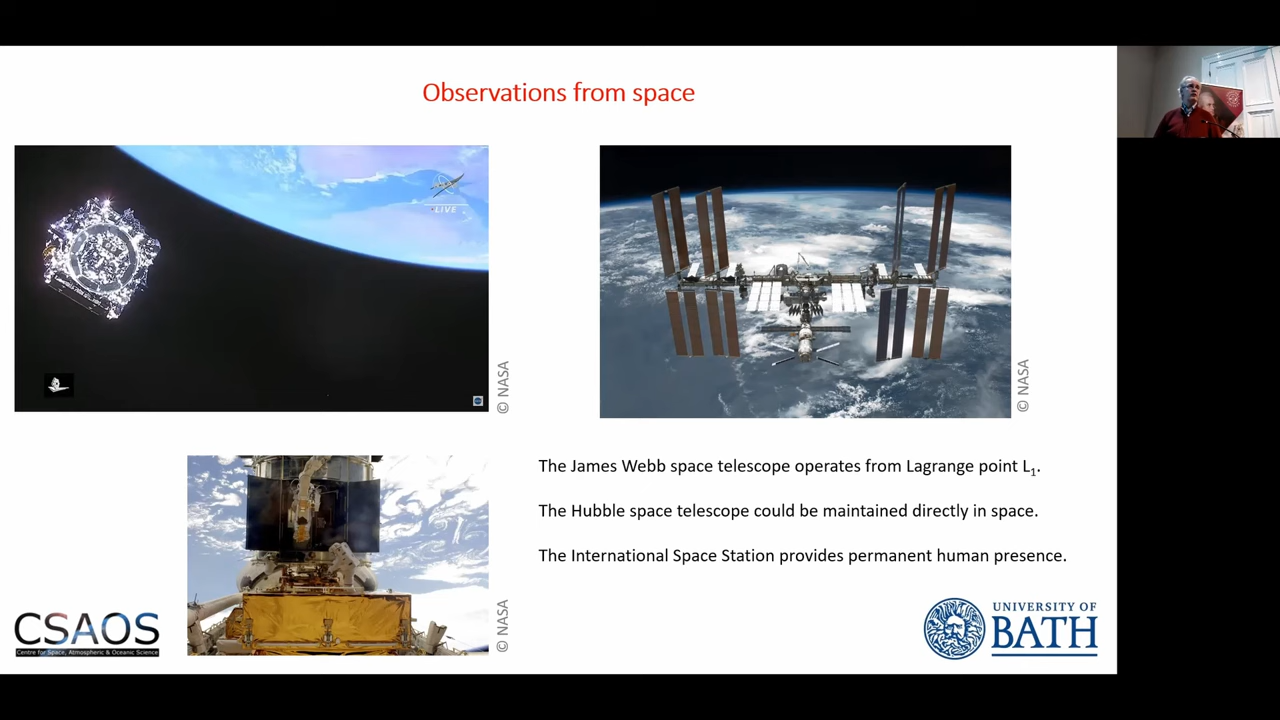 Observations from space
LIVE
© NASA
© NASA
The James Webb space telescope operates from Lagrange point L₁.
The Hubble space telescope could be maintained directly in space.
The International Space Station provides permanent human presence.
© NASA
CSAOS
Centre for Space, Atmospheric & Oceanic Science
UNIVERSITY OF
BATH